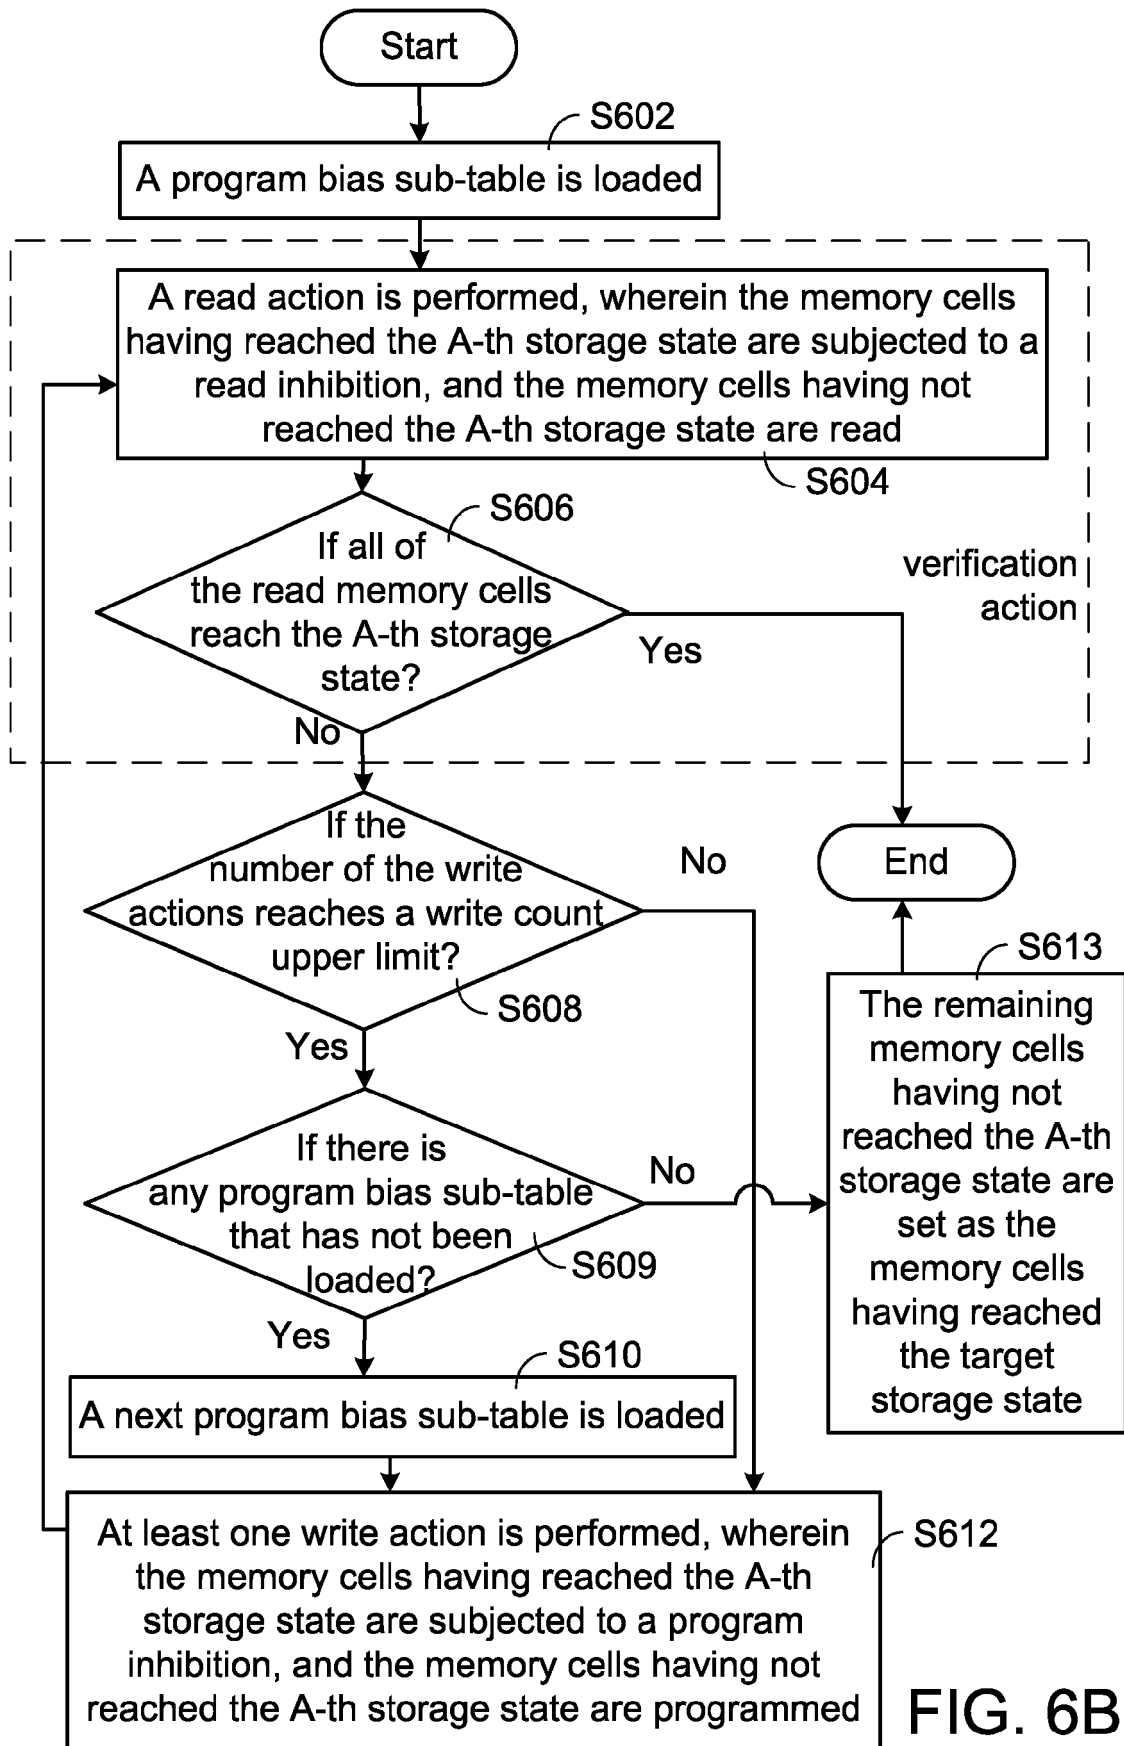 Start
S602
A program bias sub-table is loaded
A read action is performed, wherein the memory cells
having reached the A-th storage state are subjected to a
read inhibition, and the memory cells having not
reached the A-th storage state are read
S604
S606
If all of
the read memory cells
reach the A-th storage
state?
Yes
verification
action
No
If the
number of the write
actions reaches a write count
upper limit?
No
End
S608
Yes
S613
The remaining
memory cells
having not
reached the A-th
storage state are
set as the
memory cells
having reached
the target
storage state
If there is
any program bias sub-table
that has not been
loaded?
No
S609
Yes
S610
A next program bias sub-table is loaded
At least one write action is performed, wherein
the memory cells having reached the A-th
storage state are subjected to a program
inhibition, and the memory cells having not
reached the A-th storage state are programmed
S612
FIG. 6B